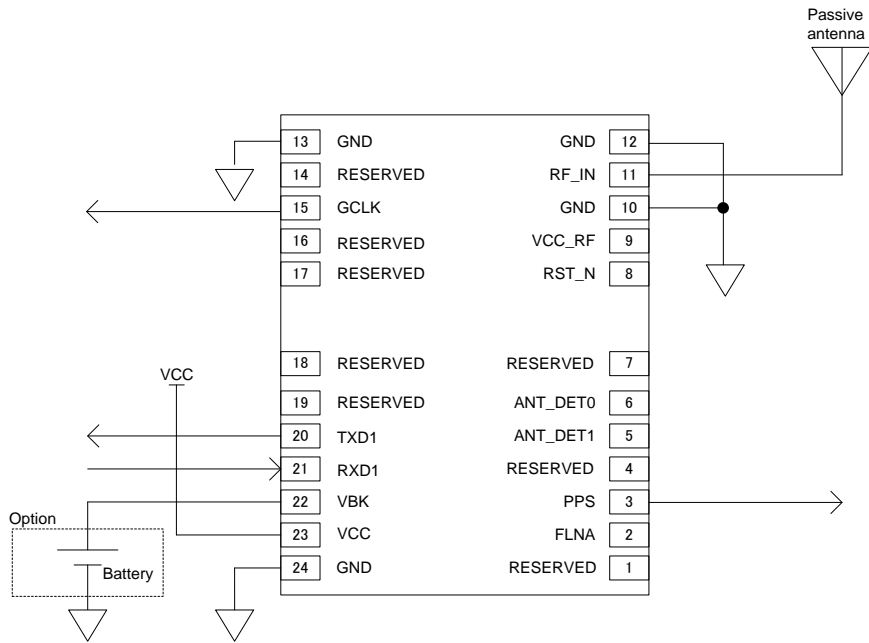 Passive
antenna
13 GND GND 12
14 RESERVED RF_IN 11
15 GCLK GND 10
16 RESERVED VCC_RF 9
17 RESERVED RST_N 8
18 RESERVED RESERVED 7
VCC
19 RESERVED ANT_DET0 6
20 TXD1 ANT_DET1 5
21 RXD1 RESERVED 4
22 VBK PPS 3
Option
23 VCC FLNA 2
Battery
24 GND RESERVED 1